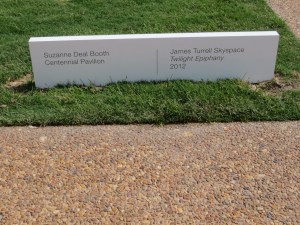 Suzanne Deal Booth
Centennial Pavilion
James Turrell Skyspace
Twilight Epiphany
2012